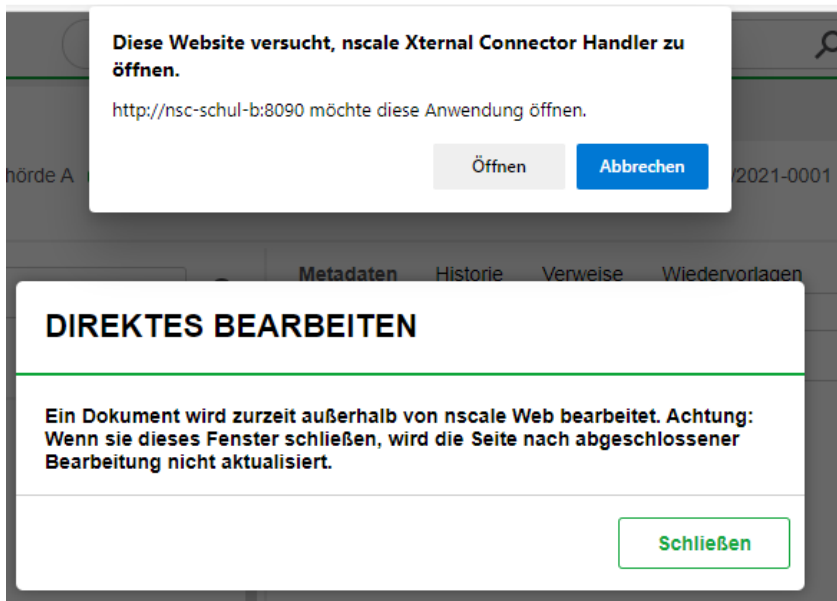 Diese Website versucht, nscale Xternal Connector Handler zu
öffnen.
http://nsc-schul-b:8090 möchte diese Anwendung öffnen.
Öffnen
Abbrechen
hörde A
/2021-0001
Metadaten Historie Verweise Wiedervorlagen
DIREKTES BEARBEITEN
Ein Dokument wird zurzeit außerhalb von nscale Web bearbeitet. Achtung:
Wenn sie dieses Fenster schließen, wird die Seite nach abgeschlossener
Bearbeitung nicht aktualisiert.
Schließen